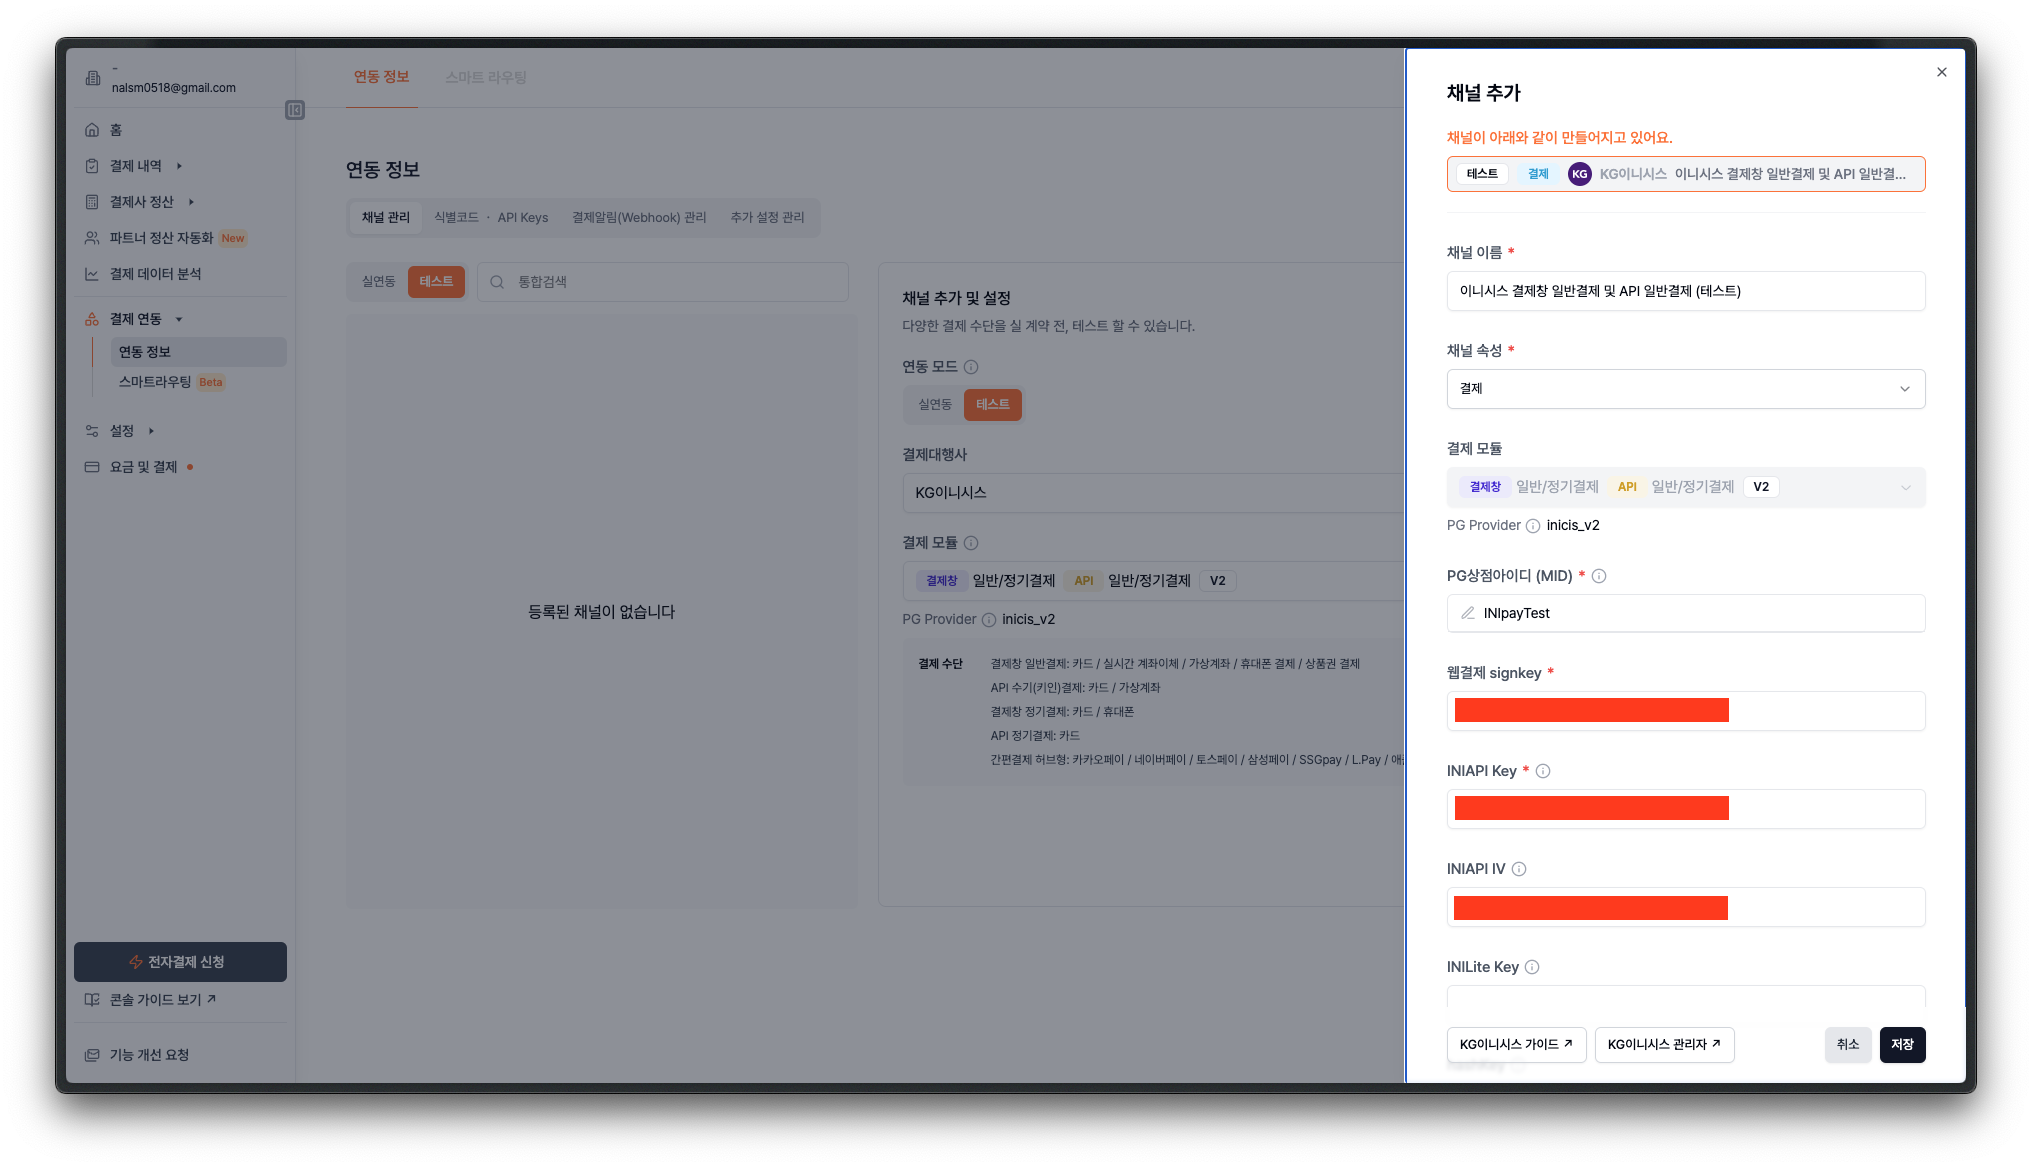 -
nalsm0518@gmail.com
홈
결제 내역
결제사 정산
파트너 정산 자동화 New
결제 데이터 분석
결제 연동
연동 정보
스마트라우팅 Beta
설정
요금 및 결제
전자결제 신청
콘솔 가이드 보기
기능 개선 요청
연동 정보 스마트 라우팅
연동 정보
채널 관리 식별코드 · API Keys 결제알림(Webhook) 관리 추가 설정 관리
실연동 테스트 통합검색
등록된 채널이 없습니다
채널 추가 및 설정
다양한 결제 수단을 실 계약 전, 테스트 할 수 있습니다.
연동 모드
실연동 테스트
결제대행사
KG이니시스
결제 모듈
결제창 일반/정기결제 API 일반/정기결제 V2
PG Provider inicis_v2
결제 수단 결제창 일반결제: 카드 / 실시간 계좌이체 / 가상계좌 / 휴대폰 결제 / 상품권 결제
API 수기(키인)결제: 카드 / 가상계좌
결제창 정기결제: 카드 / 휴대폰
API 정기결제: 카드
간편결제 허브형: 카카오페이 / 네이버페이 / 토스페이 / 삼성페이 / SSGpay / L.Pay /
채널 추가
채널이 아래와 같이 만들어지고 있어요.
테스트 결제 KG KG이니시스 이니시스 결제창 일반결제 및 API 일반결...
채널 이름 *
이니시스 결제창 일반결제 및 API 일반결제 (테스트)
채널 속성 *
결제
결제 모듈
결제창 일반/정기결제 API 일반/정기결제 V2
PG Provider inicis_v2
PG상점아이디 (MID) *
INIpayTest
웹결제 signkey *
INIAPI Key *
INIAPI IV
INILite Key
KG이니시스 가이드 KG이니시스 관리자 취소 저장